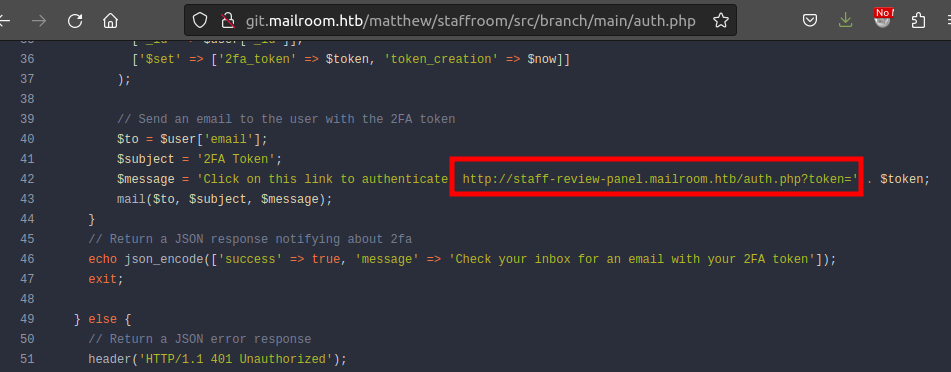 git.mailroom.htb/matthew/staffroom/src/branch/main/auth.php
No
36 ['$set' => ['2fa_token' => $token, 'token_creation' => $now]]
37 );
38
39 // Send an email to the user with the 2FA token
40 $to = $user['email'];
41 $subject = '2FA Token';
42 $message = 'Click on this link to authenticate http://staff-review-panel.mailroom.htb/auth.php?token=' . $token;
43 mail($to, $subject, $message);
44 }
45 // Return a JSON response notifying about 2fa
46 echo json_encode(['success' => true, 'message' => 'Check your inbox for an email with your 2FA token']);
47 exit;
48
49 } else {
50 // Return a JSON error response
51 header('HTTP/1.1 401 Unauthorized');